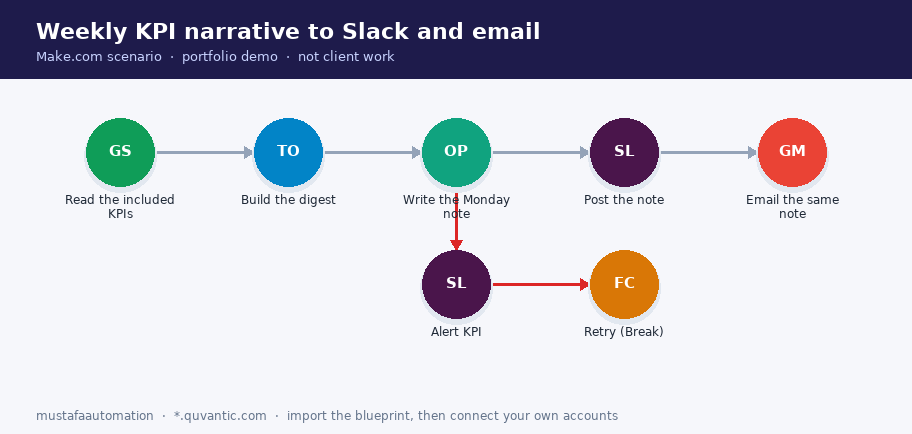 Weekly KPI narrative to Slack and email
Make.com scenario · portfolio demo · not client work
GS
TO
OP
SL
GM
Read the included
KPIs
Build the digest
Write the Monday
note
Post the note
Email the same
note
SL
FC
Alert KPI
Retry (Break)
mustafaautomation · *.quvantic.com · import the blueprint, then connect your own accounts